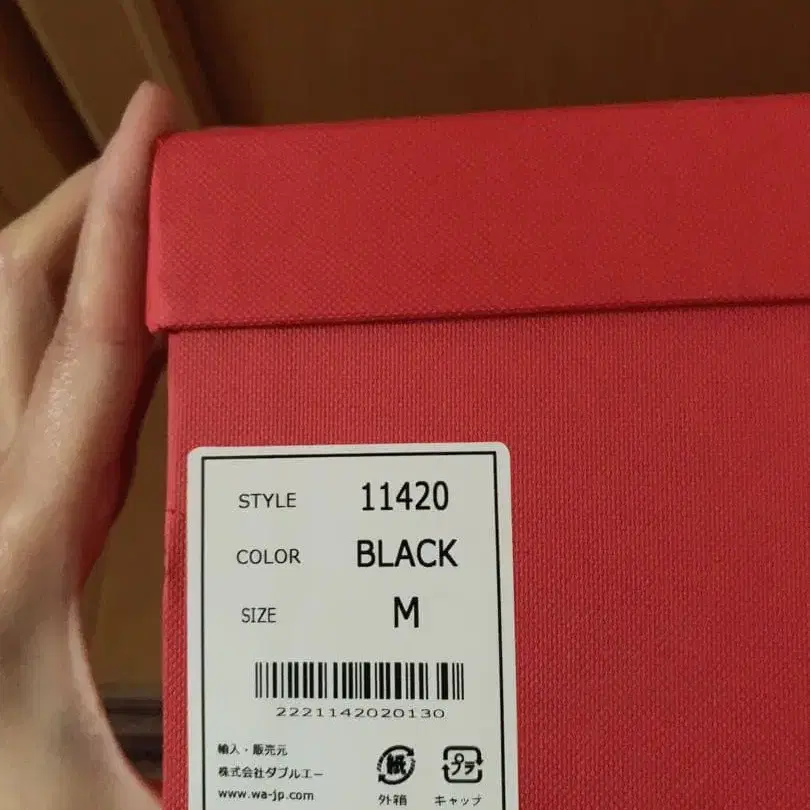 STYLE 11420
COLOR BLACK
SIZE M
2221142020130
輸入・販売元
株式会社ダブルエー
www.wa-jp.com
紙 プラ
外箱 キャップ